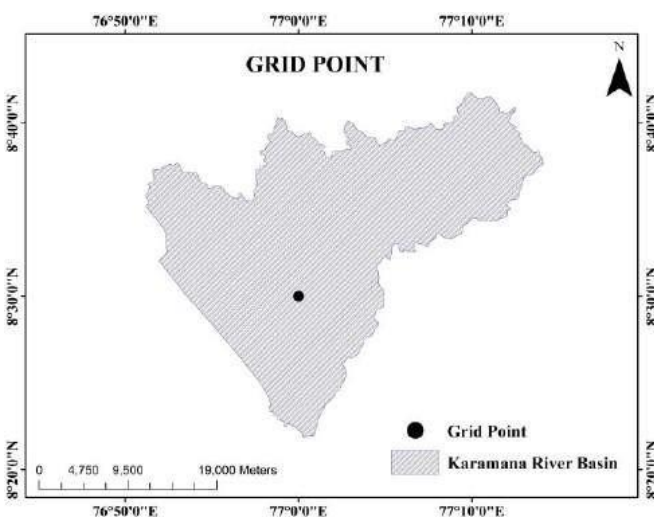 76°50'0"E 77°0'0"E 77°10'0"E
GRID POINT
N
8°40'0"N 8°40'0"N
8°30'0"N 8°30'0"N
Grid Point
Karamana River Basin
0 4,750 9,500 19,000 Meters
8°20'0"N 8°20'0"N
76°50'0"E 77°0'0"E 77°10'0"E